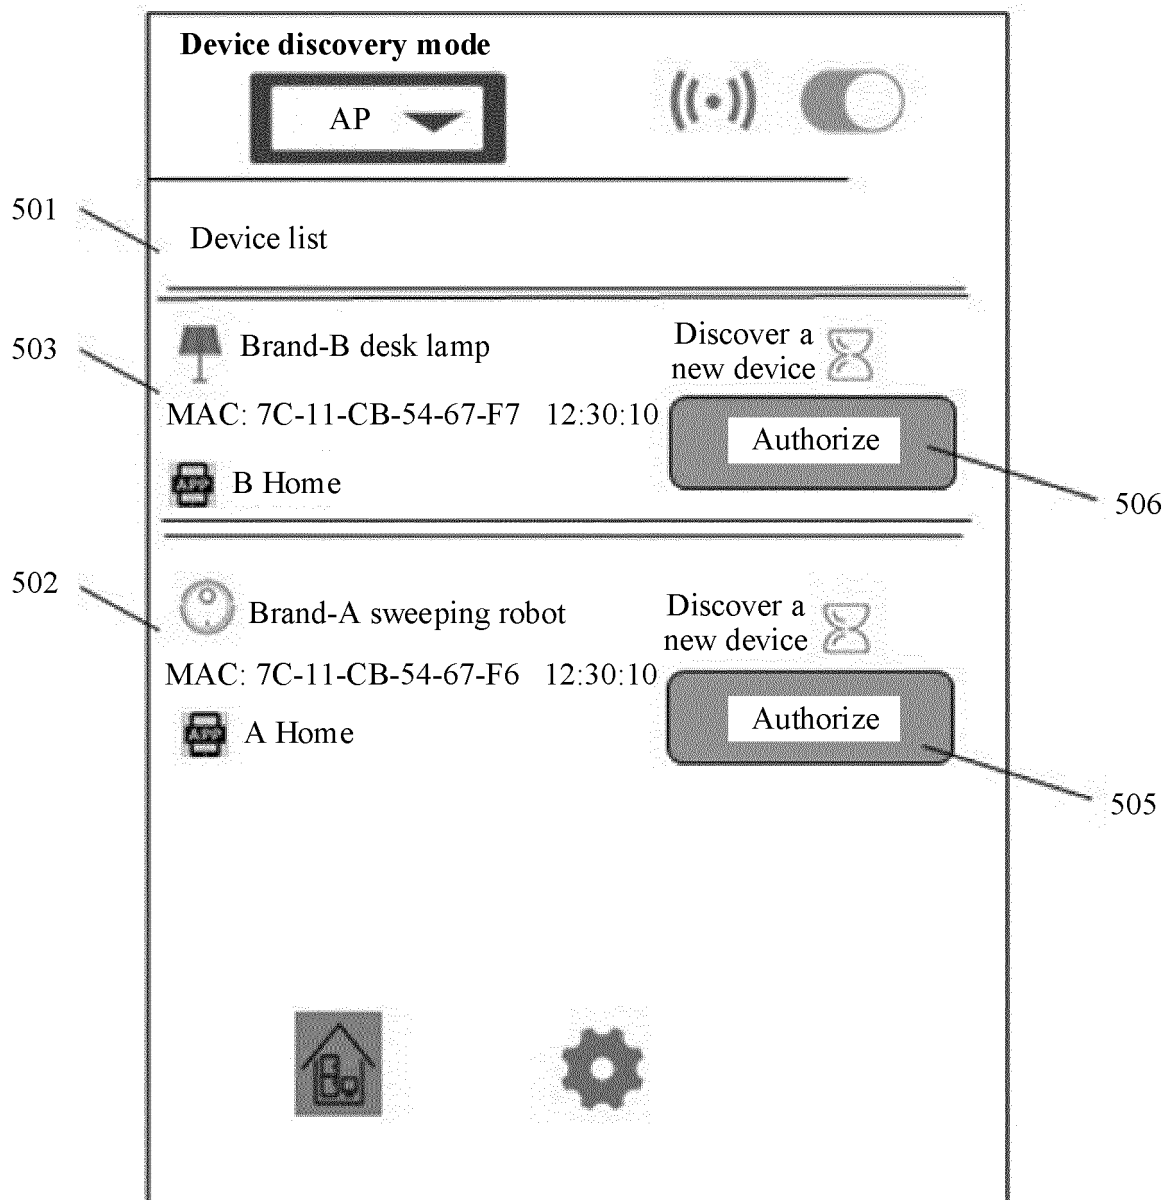 Device discovery mode
AP
501
Device list
503
Brand-B desk lamp
Discover a
new device
MAC: 7C-11-CB-54-67-F7 12:30:10
Authorize
APP
B Home
506
502
Brand-A sweeping robot
Discover a
new device
MAC: 7C-11-CB-54-67-F6 12:30:10
Authorize
APP
A Home
505